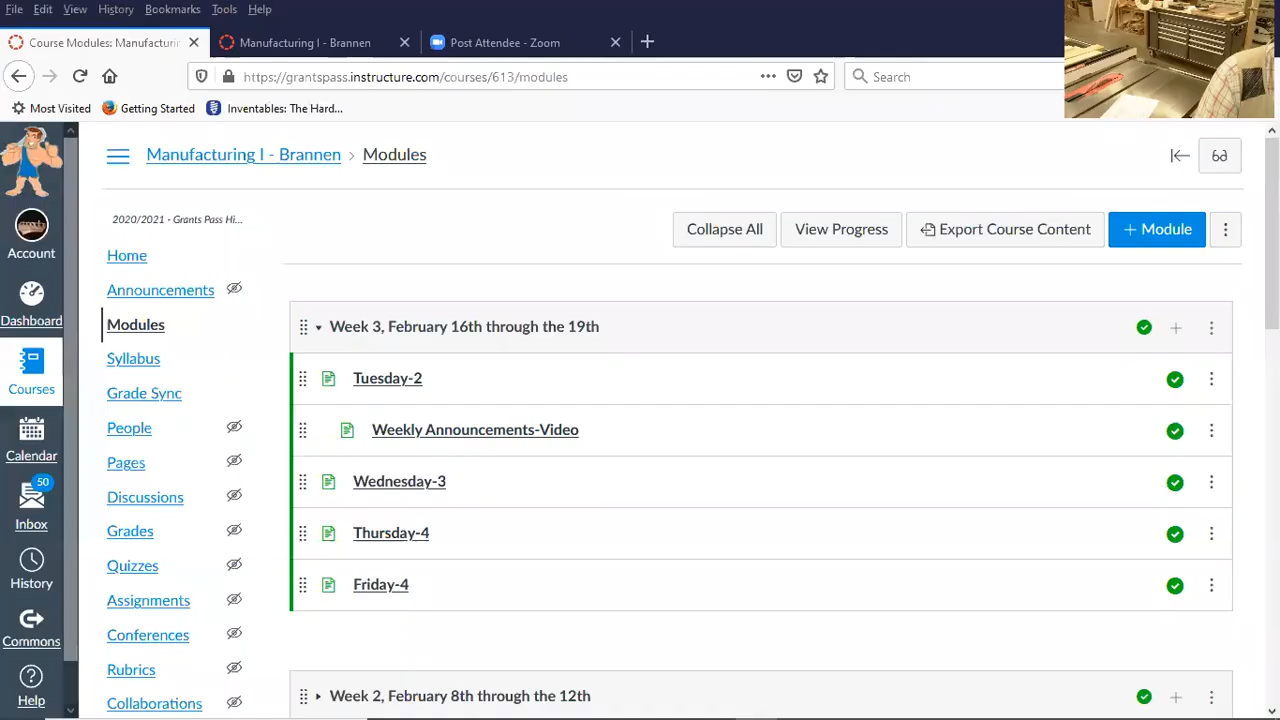 File Edit View History Bookmarks Tools Help
Course Modules: Manufacturin
Manufacturing I - Brannen
Post Attendee - Zoom
https://grantspass.instructure.com/courses/613/modules
Search
Most Visited
Getting Started
Inventables: The Hard...
Manufacturing I - Brannen > Modules
2020/2021 - Grants Pass Hi...
Collapse All
View Progress
Export Course Content
+ Module
Account
Dashboard
Courses
Calendar
50
Inbox
History
Commons
Help
Home
Announcements
Modules
Syllabus
Grade Sync
People
Pages
Discussions
Grades
Quizzes
Assignments
Conferences
Rubrics
Collaborations
Week 3, February 16th through the 19th
Tuesday-2
Weekly Announcements-Video
Wednesday-3
Thursday-4
Friday-4
Week 2, February 8th through the 12th